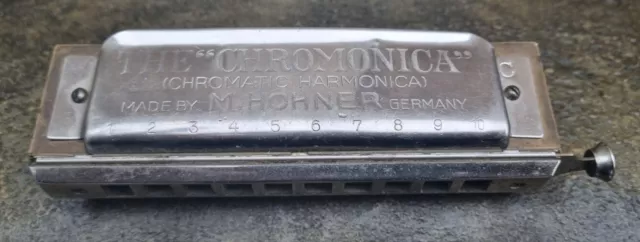 THE "CHROMONICA"
(CHROMATIC HARMONICA)
MADE BY M. HOHNER GERMANY
1 2 3 4 5 6 7 8 9 10
C